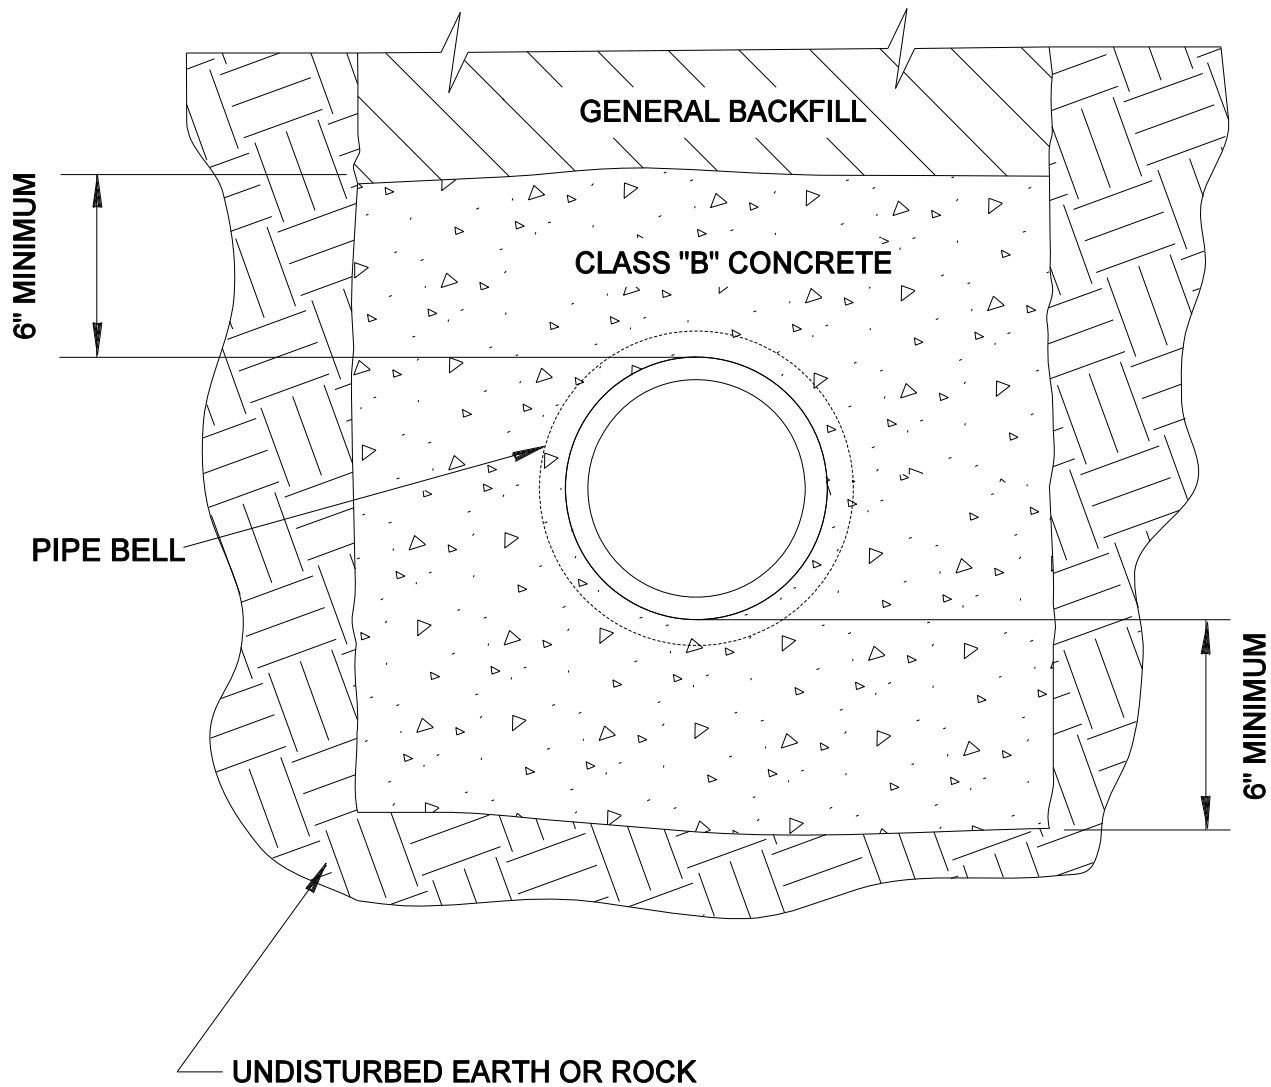 GENERAL BACKFILL
6" MINIMUM
CLASS "B" CONCRETE
PIPE BELL
6" MINIMUM
UNDISTURBED EARTH OR ROCK